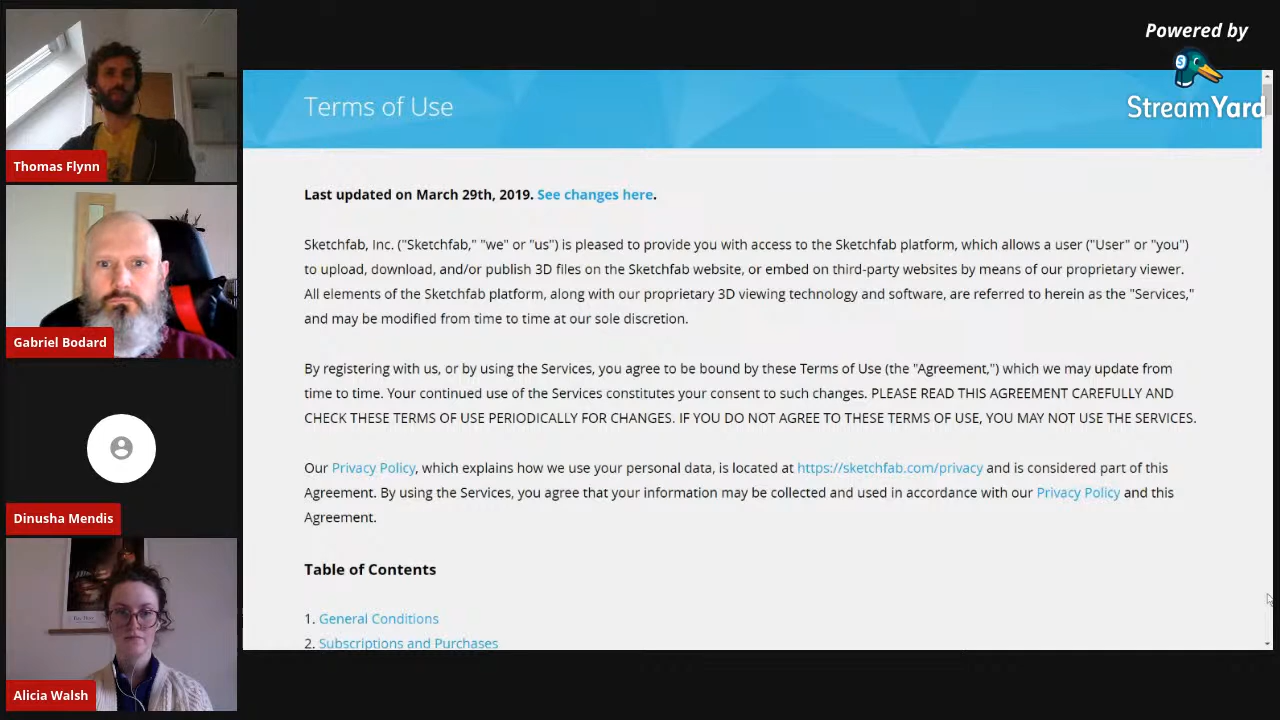 Powered by
StreamYard
Thomas Flynn
Gabriel Bodard
Dinusha Mendis
Alicia Walsh
Terms of Use
Last updated on March 29th, 2019. See changes here.
Sketchfab, Inc. ("Sketchfab," "we" or "us") is pleased to provide you with access to the Sketchfab platform, which allows a user ("User" or "you")
to upload, download, and/or publish 3D files on the Sketchfab website, or embed on third-party websites by means of our proprietary viewer.
All elements of the Sketchfab platform, along with our proprietary 3D viewing technology and software, are referred to herein as the "Services,"
and may be modified from time to time at our sole discretion.
By registering with us, or by using the Services, you agree to be bound by these Terms of Use (the "Agreement,") which we may update from
time to time. Your continued use of the Services constitutes your consent to such changes. PLEASE READ THIS AGREEMENT CAREFULLY AND
CHECK THESE TERMS OF USE PERIODICALLY FOR CHANGES. IF YOU DO NOT AGREE TO THESE TERMS OF USE, YOU MAY NOT USE THE SERVICES.
Our Privacy Policy, which explains how we use your personal data, is located at https://sketchfab.com/privacy and is considered part of this
Agreement. By using the Services, you agree that your information may be collected and used in accordance with our Privacy Policy and this
Agreement.
Table of Contents
1. General Conditions
2. Subscriptions and Purchases